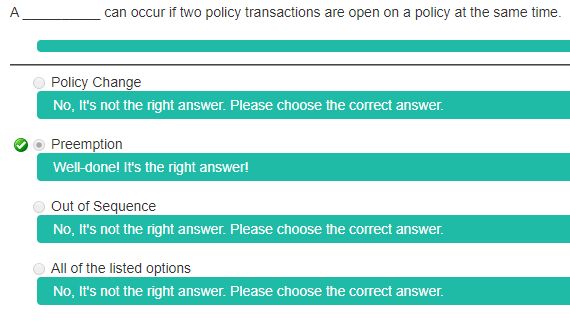 A __________ can occur if two policy transactions are open on a policy at the same time.
Policy Change
No, It's not the right answer. Please choose the correct answer.
Preemption
Well-done! It's the right answer!
Out of Sequence
No, It's not the right answer. Please choose the correct answer.
All of the listed options
No, It's not the right answer. Please choose the correct answer.